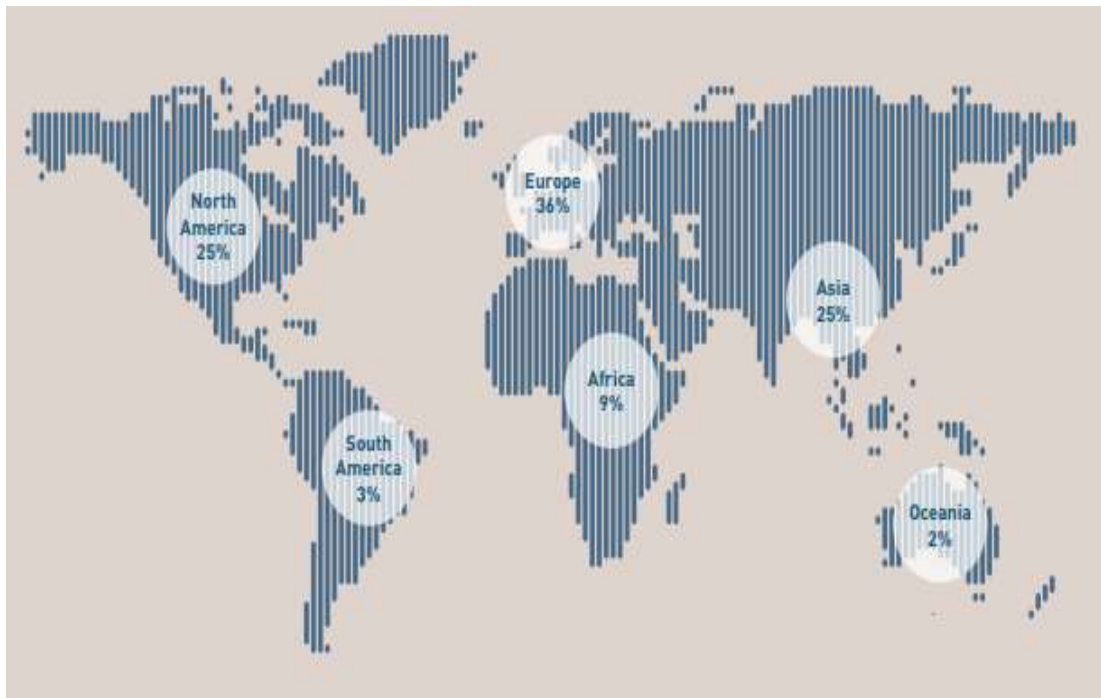 North
America
25%
Europe
36%
Asia
25%
Africa
9%
South
America
3%
Oceania
2%